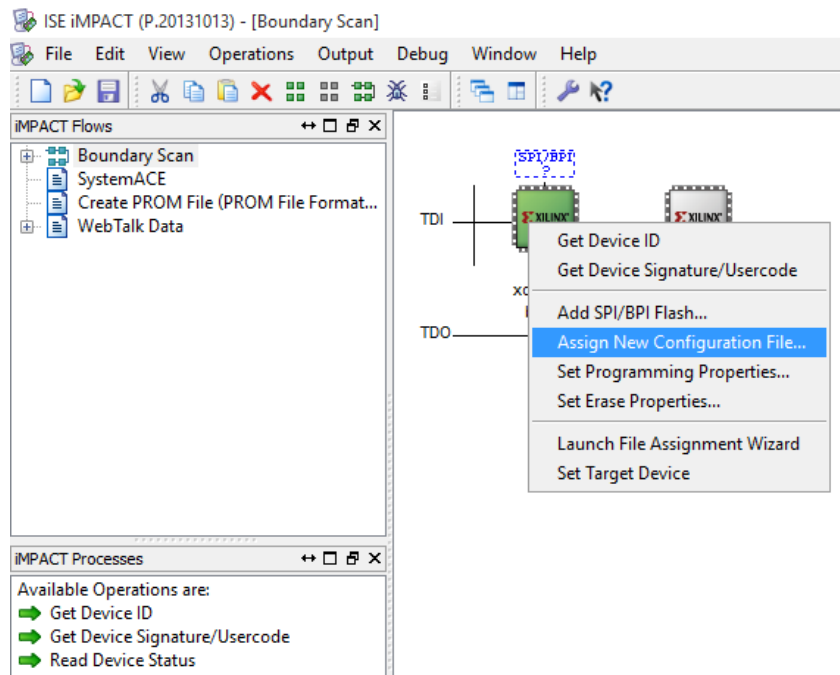 ISE iMPACT (P.20131013) - [Boundary Scan]
File Edit View Operations Output Debug Window Help
iMPACT Flows
Boundary Scan
SystemACE
Create PROM File (PROM File Format...
WebTalk Data
SPI/BPI
?
TDI
XILINX
XILINX
TDO
Get Device ID
Get Device Signature/Usercode
Add SPI/BPI Flash...
Assign New Configuration File...
Set Programming Properties...
Set Erase Properties...
Launch File Assignment Wizard
Set Target Device
iMPACT Processes
Available Operations are:
Get Device ID
Get Device Signature/Usercode
Read Device Status